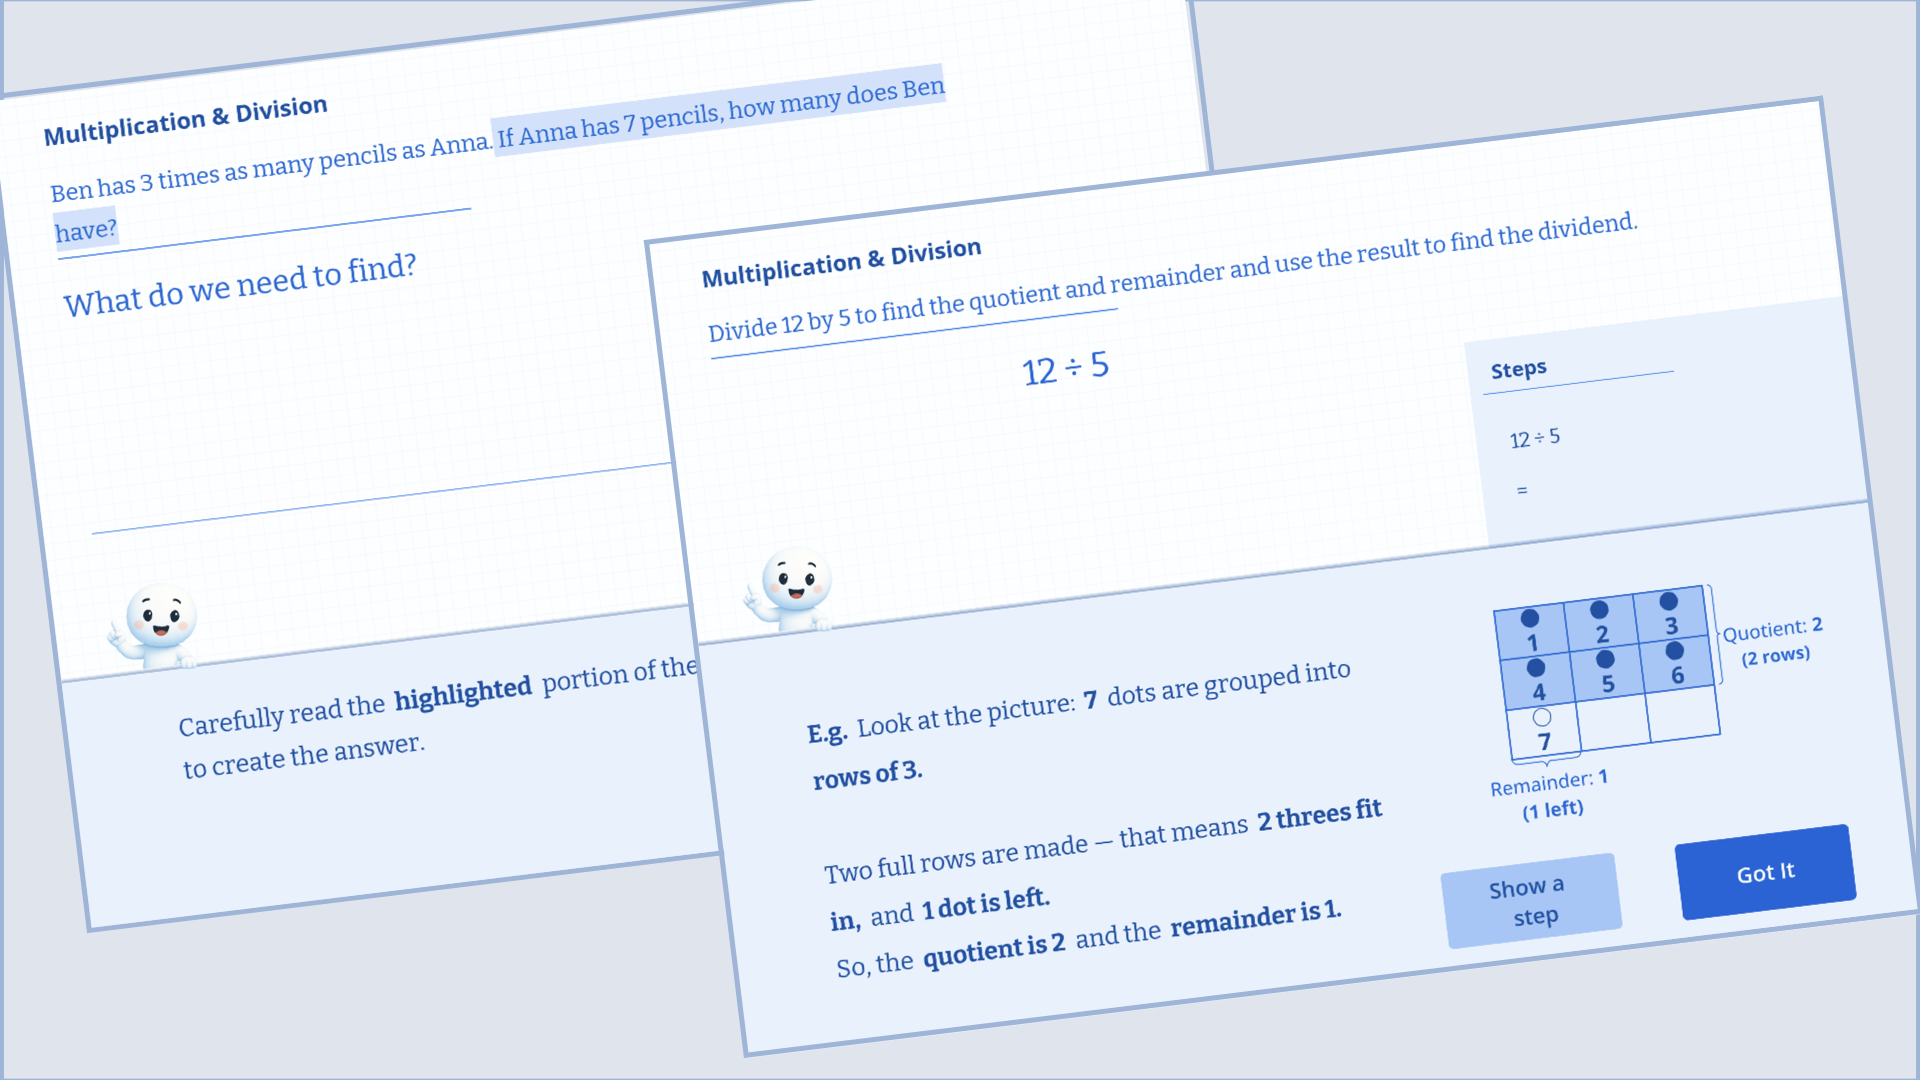 Multiplication & Division
Ben has 3 times as many pencils as Anna. If Anna has 7 pencils, how many does Ben
have?
What do we need to find?
Carefully read the highlighted portion of the
to create the answer.
Multiplication & Division
Divide 12 by 5 to find the quotient and remainder and use the result to find the dividend.
12 ÷ 5
Steps
12 ÷ 5
=
E.g. Look at the picture: 7 dots are grouped into
rows of 3.
Two full rows are made — that means 2 threes fit
in, and 1 dot is left.
So, the quotient is 2 and the remainder is 1.
1 2 3
4 5 6
7
Quotient: 2
(2 rows)
Remainder: 1
(1 left)
Show a
step
Got It